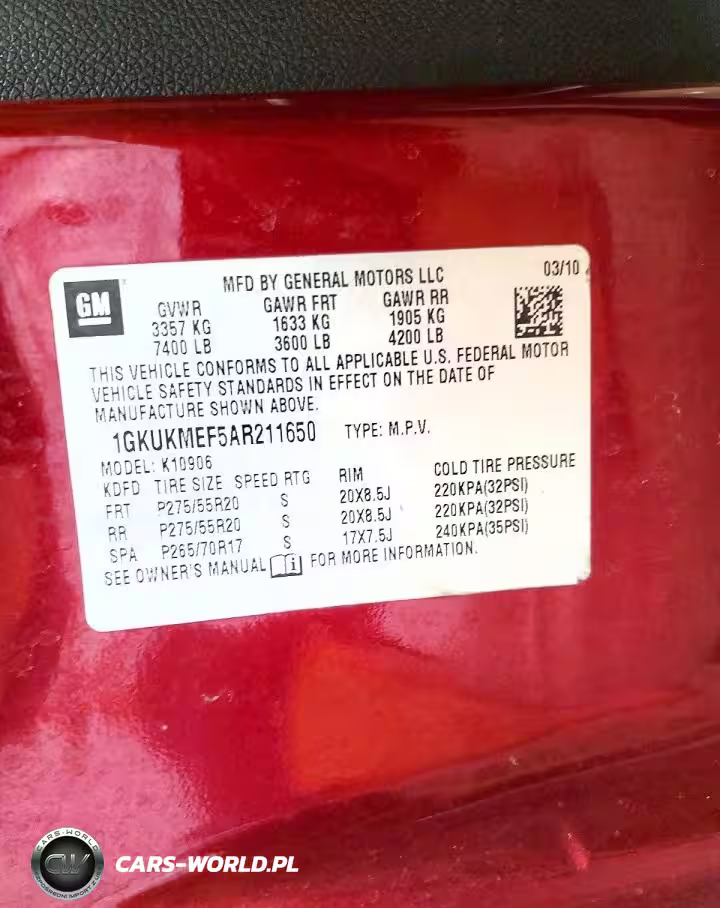 GM
MFD BY GENERAL MOTORS LLC 03/10
GVWR GAWR FRT GAWR RR
3357 KG 1633 KG 1905 KG
7400 LB 3600 LB 4200 LB
THIS VEHICLE CONFORMS TO ALL APPLICABLE U.S. FEDERAL MOTOR
VEHICLE SAFETY STANDARDS IN EFFECT ON THE DATE OF
MANUFACTURE SHOWN ABOVE.
1GKUKMEF5AR211650 TYPE: M.P.V.
MODEL: K10906
KDFD TIRE SIZE SPEED RTG RIM COLD TIRE PRESSURE
FRT P275/55R20 S 20X8.5J 220KPA(32PSI)
RR P275/55R20 S 20X8.5J 220KPA(32PSI)
SPA P265/70R17 S 17X7.5J 240KPA(35PSI)
SEE OWNER'S MANUAL i FOR MORE INFORMATION.
CARS-WORLD
CW
CARS-WORLD.PL